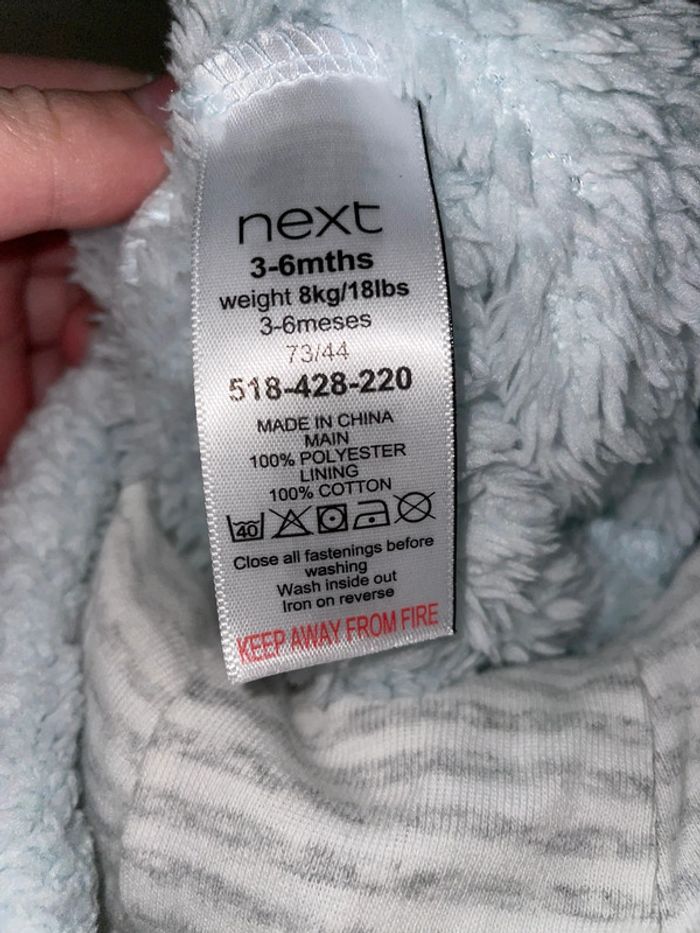 next
3-6mths
weight 8kg/18lbs
3-6meses
73/44
518-428-220
MADE IN CHINA
MAIN
100% POLYESTER
LINING
100% COTTON
40
Close all fastenings before
washing
Wash inside out
Iron on reverse
KEEP AWAY FROM FIRE